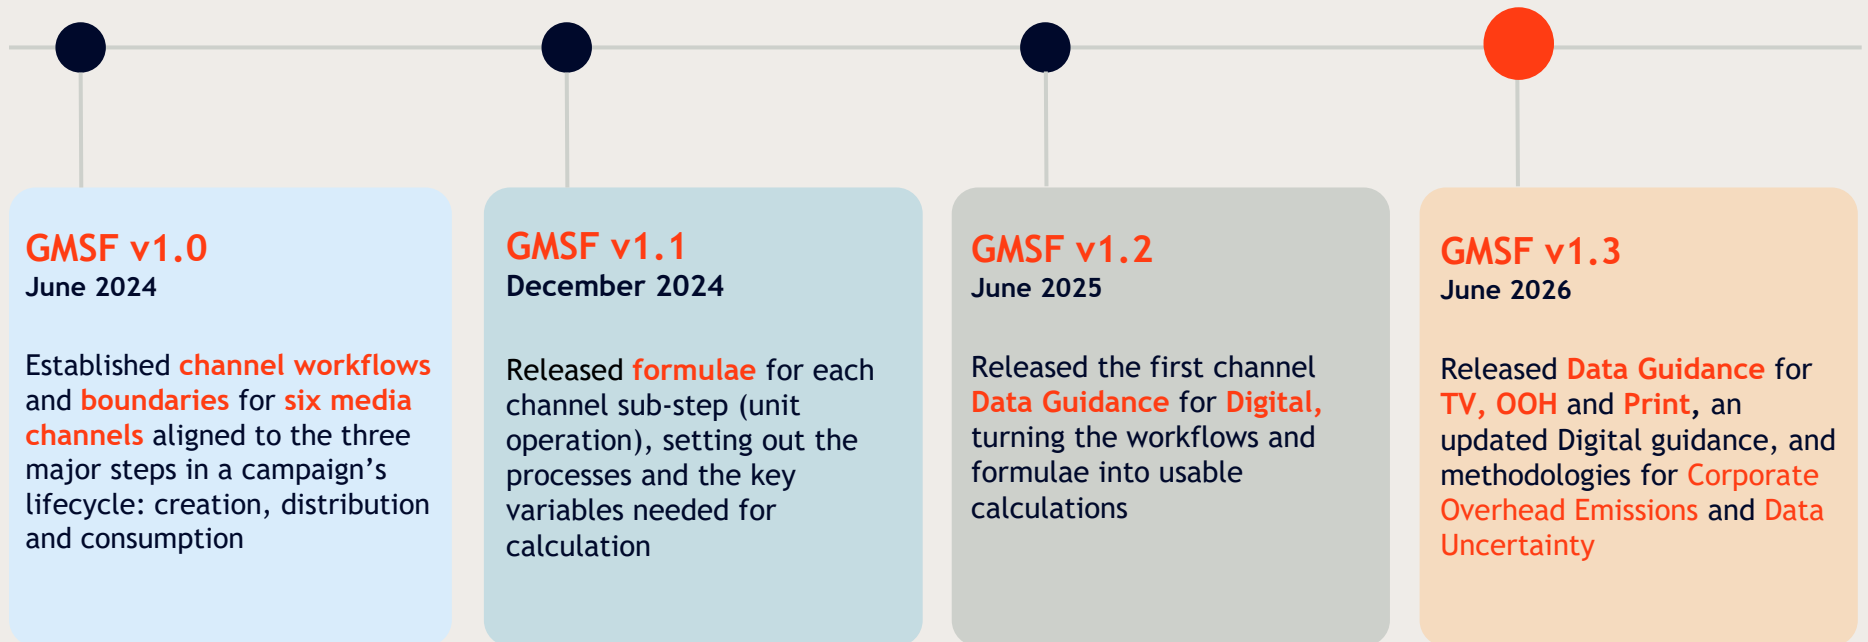 GMSF v1.0
June 2024
Established channel workflows
and boundaries for six media
channels aligned to the three
major steps in a campaign’s
lifecycle: creation, distribution
and consumption
GMSF v1.1
December 2024
Released formulae for each
channel sub-step (unit
operation), setting out the
processes and the key
variables needed for
calculation
GMSF v1.2
June 2025
Released the first channel
Data Guidance for Digital,
turning the workflows and
formulae into usable
calculations
GMSF v1.3
June 2026
Released Data Guidance for
TV, OOH and Print, an
updated Digital guidance, and
methodologies for Corporate
Overhead Emissions and Data
Uncertainty